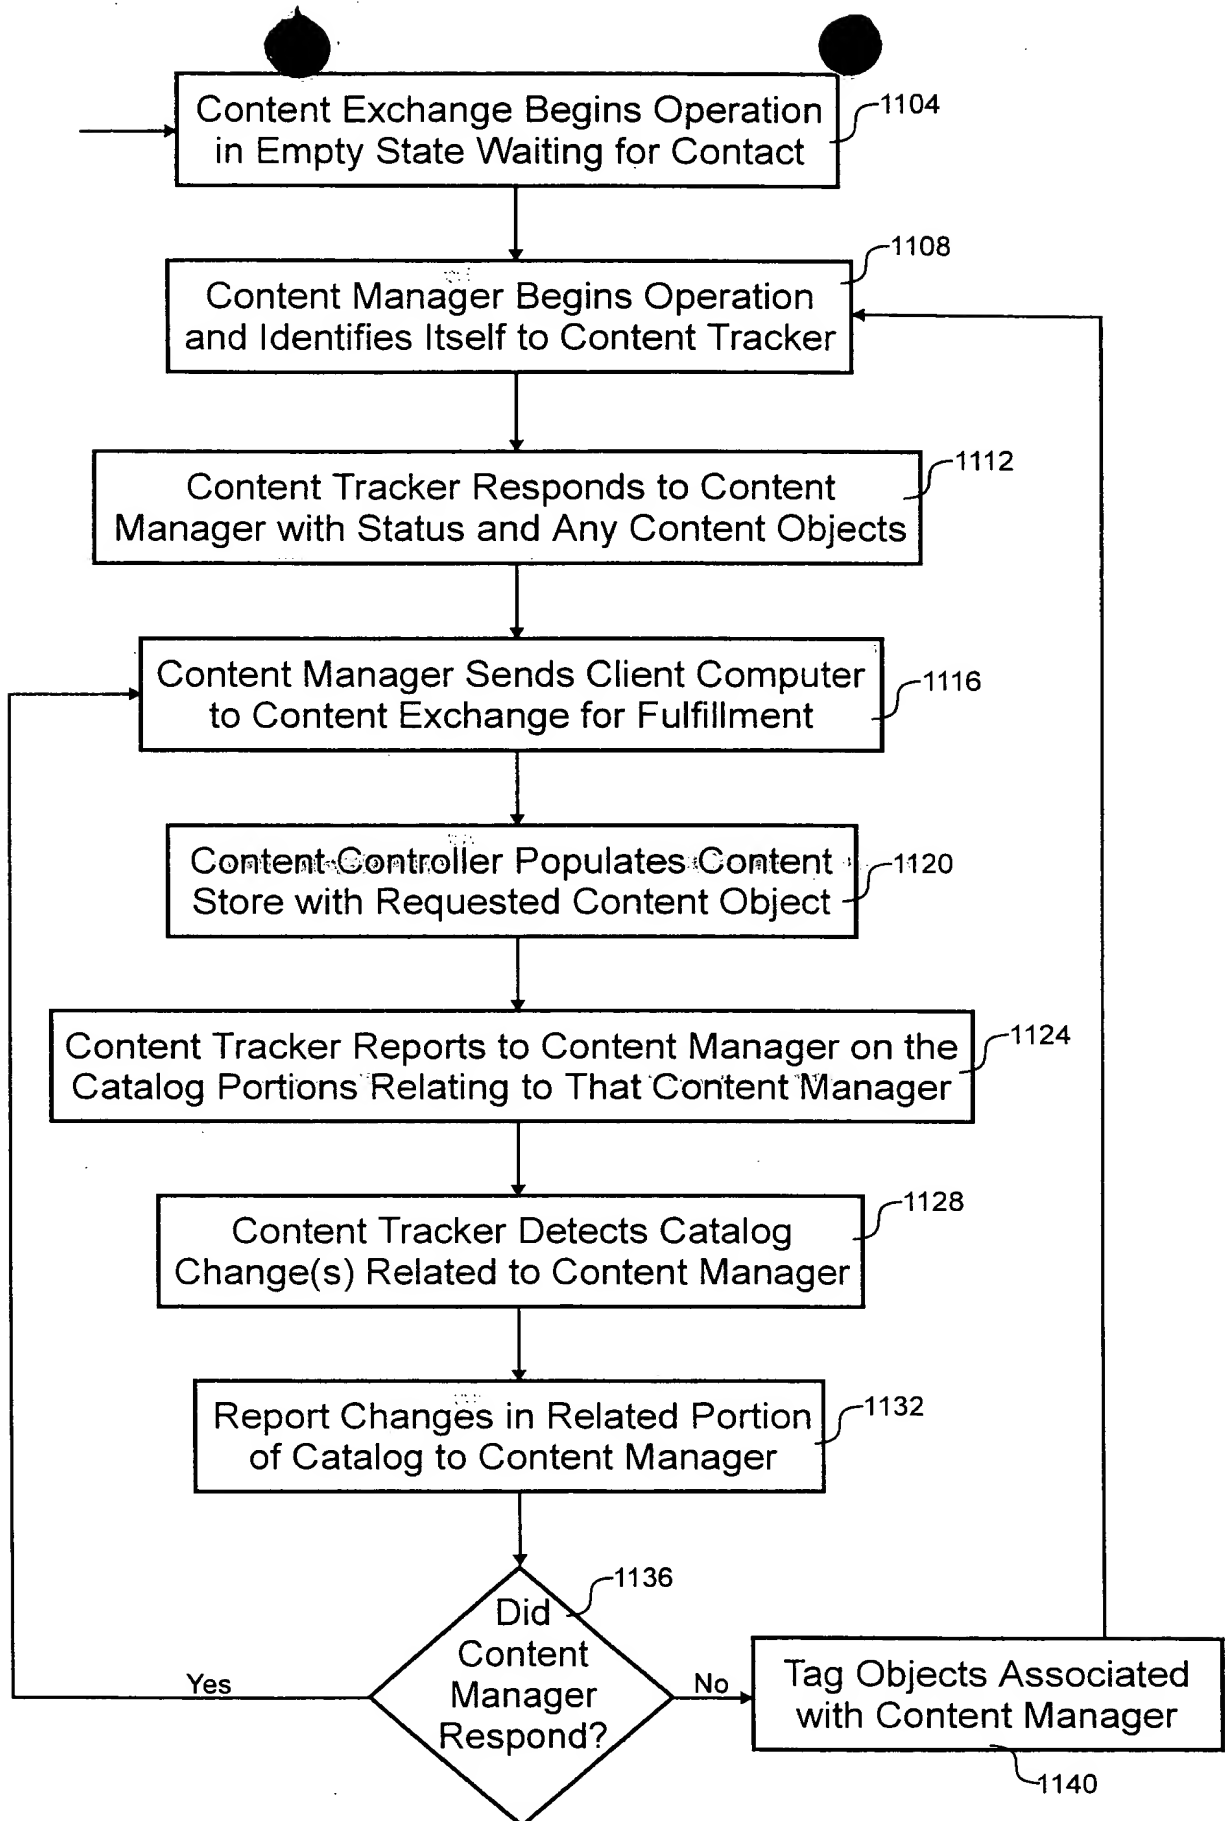 Content Exchange Begins Operation
in Empty State Waiting for Contact
1104
1108
Content Manager Begins Operation
and Identifies Itself to Content Tracker
1112
Content Tracker Responds to Content
Manager with Status and Any Content Objects
Content Manager Sends Client Computer
to Content Exchange for Fulfillment
1116
Content Controller Populates Content
Store with Requested Content Object
1120
Content Tracker Reports to Content Manager on the
Catalog Portions Relating to That Content Manager
1124
1128
Content Tracker Detects Catalog
Change(s) Related to Content Manager
Report Changes in Related Portion
of Catalog to Content Manager
1132
1136
Did
Content
Manager
Respond?
Yes
No
Tag Objects Associated
with Content Manager
1140